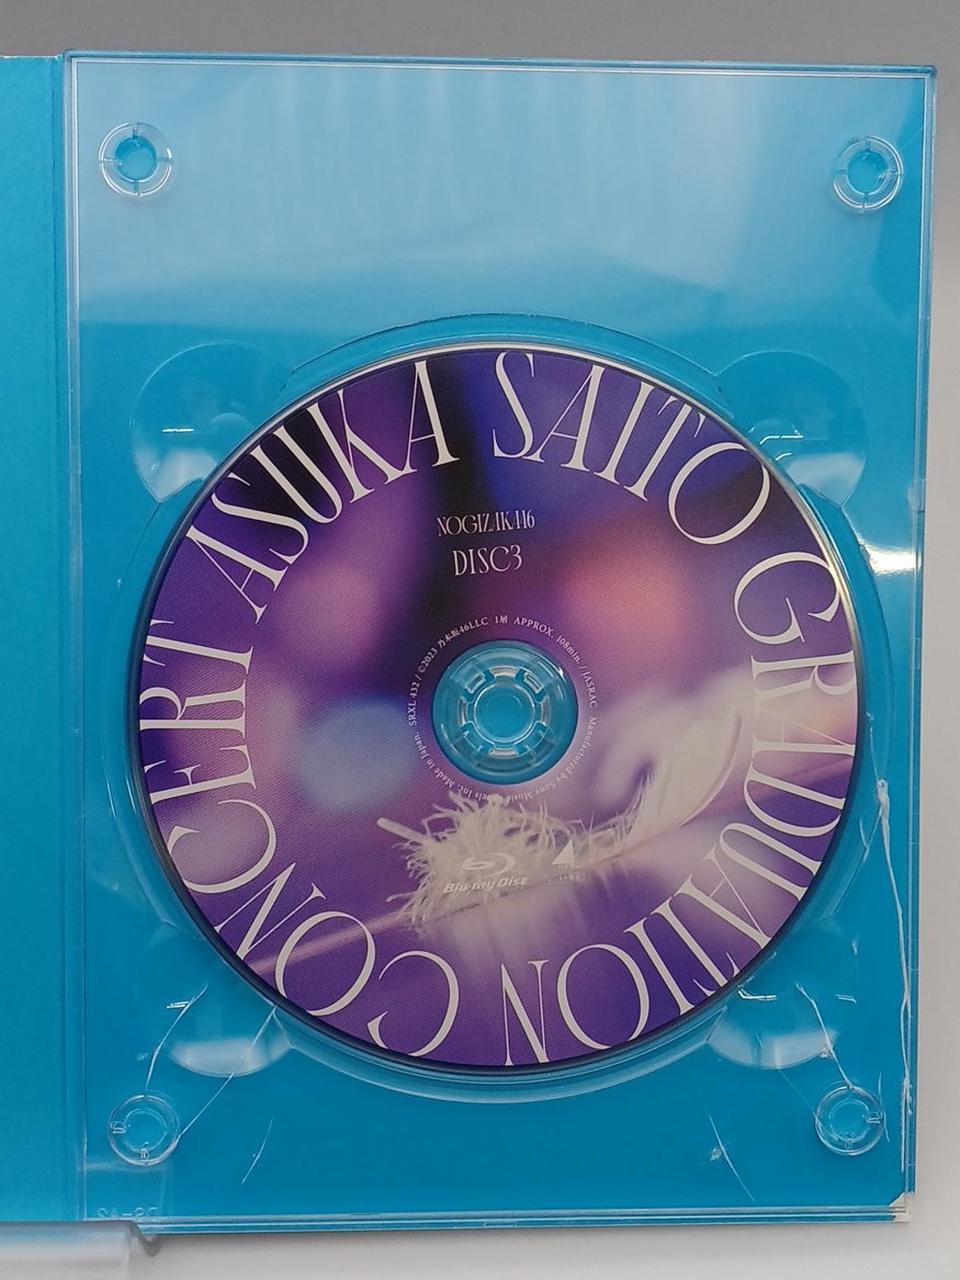 ASUKA SAITO GRADUATION CONCERT
NOGIZAKA46
DISC3
SRXL 432 / ©2023 乃木坂46LLC 1層 APPROX. 108min. / JASRAC Manufactured by Sony Music Labels Inc. Made in Japan.
Blu-ray Disc